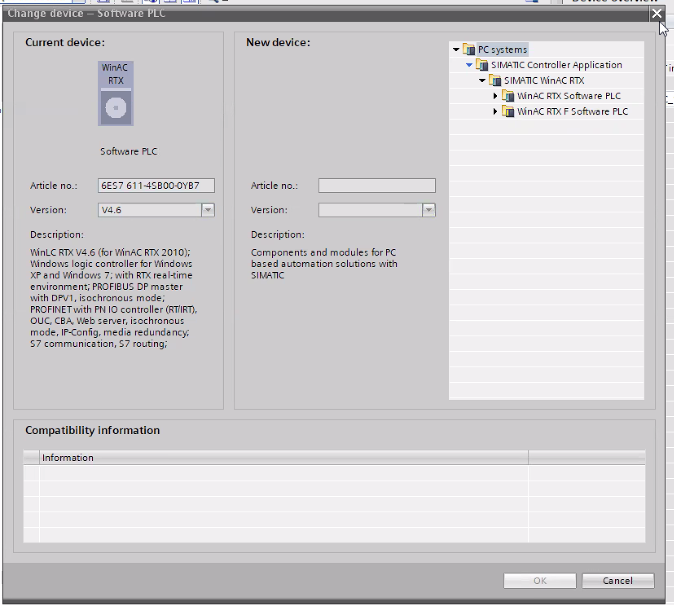 Change device – Software PLC
Current device:
WinAC
RTX
Software PLC
Article no.:
6ES7 611-4SB00-0YB7
Version:
V4.6
Description:
WinLC RTX V4.6 (for WinAC RTX 2010);
Windows logic controller for Windows
XP and Windows 7; with RTX real-time
environment; PROFIBUS DP master
with DPV1, isochronous mode;
PROFINET with PN IO controller (RT/IRT),
OUC, CBA, Web server, isochronous
mode, IP-Config, media redundancy;
S7 communication, S7 routing;
New device:
Article no.:
Version:
Description:
Components and modules for PC
based automation solutions with
SIMATIC
PC systems
SIMATIC Controller Application
SIMATIC WinAC RTX
WinAC RTX Software PLC
WinAC RTX F Software PLC
Compatibility information
Information
OK
Cancel